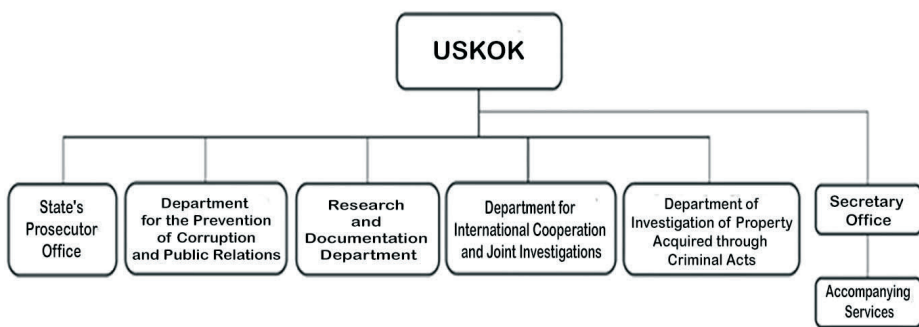 USKOK
State's
Prosecutor
Office
Department
for the Prevention
of Corruption
and Public Relations
Research
and
Documentation
Department
Department for
International Cooperation
and Joint Investigations
Department of
Investigation of Property
Acquired through
Criminal Acts
Secretary
Office
Accompanying
Services